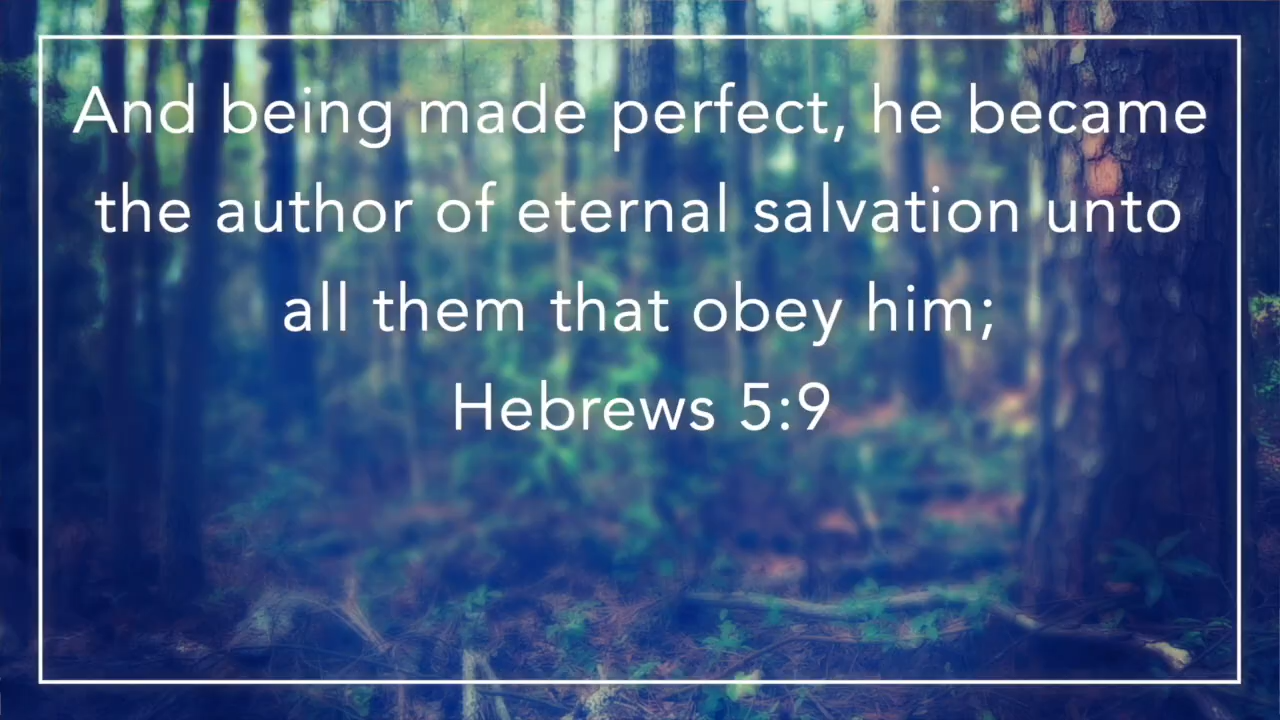 And being made perfect, he became
the author of eternal salvation unto
all them that obey him;
Hebrews 5:9